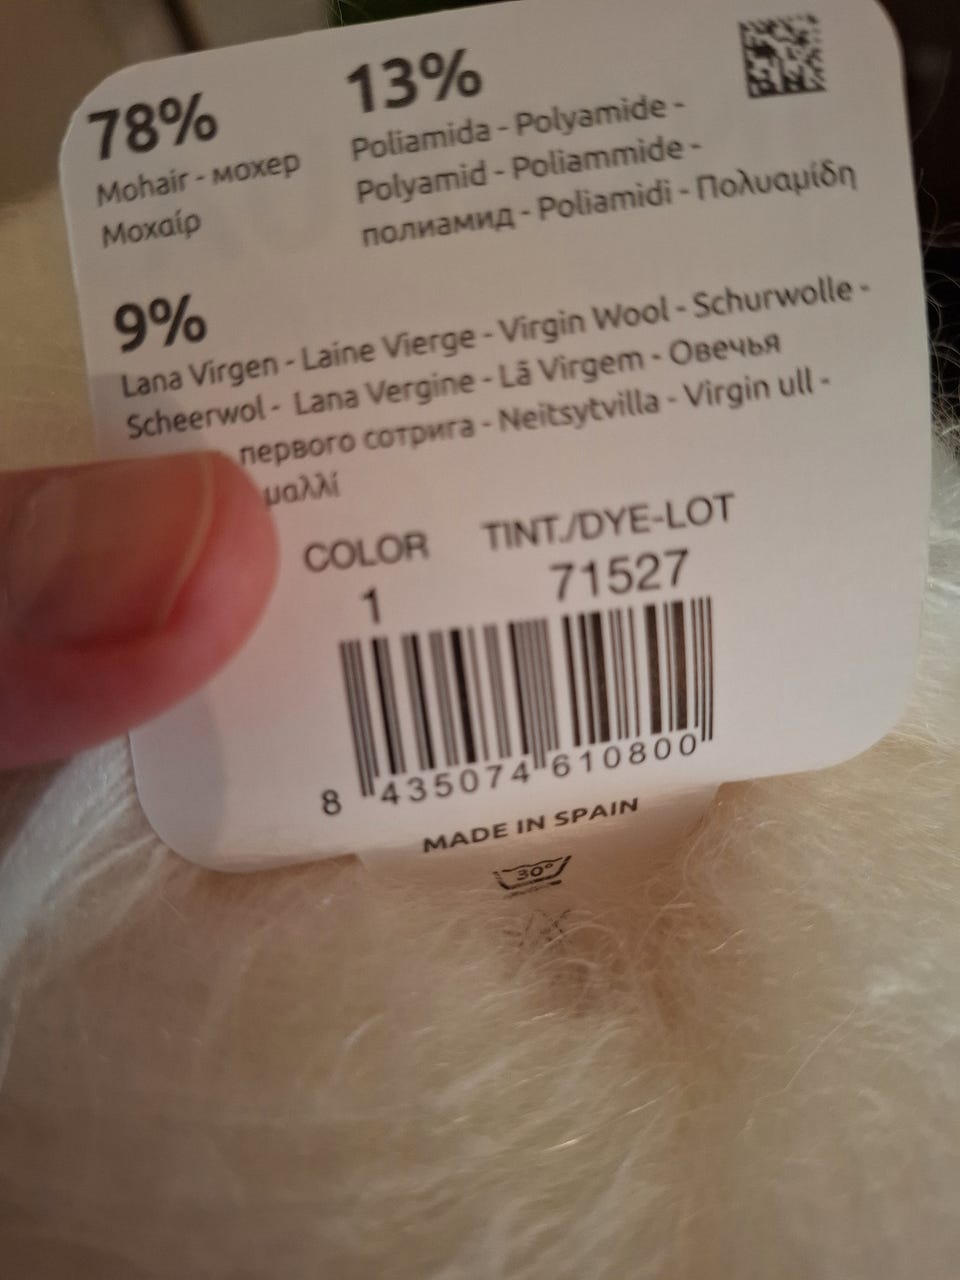 78%
Mohair - мохер
Μοχαίρ
13%
Poliamida - Polyamide -
Polyamid - Poliammide -
полиамид - Poliamidi - Πολυαμίδη
9%
Lana Virgen - Laine Vierge - Virgin Wool - Schurwolle -
Scheerwol - Lana Vergine - Lã Virgem - Овечья
первого сотрига - Neitsytvilla - Virgin ull -
μαλλί
COLOR TINT./DYE-LOT
1 71527
8 435074 610800
MADE IN SPAIN
30°